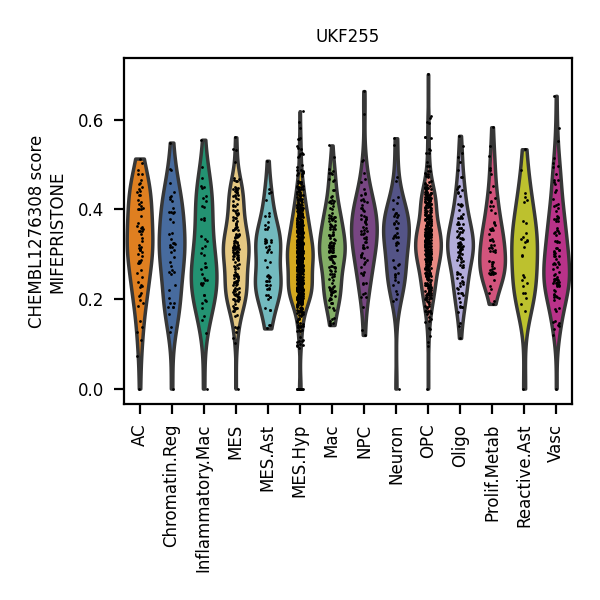 UKF255
CHEMBL1276308 score
MIFEPRISTONE
0.6
0.4
0.2
0.0
AC
Chromatin.Reg
Inflammatory.Mac
MES
MES.Ast
MES.Hyp
Mac
NPC
Neuron
OPC
Oligo
Prolif.Metab
Reactive.Ast
Vasc